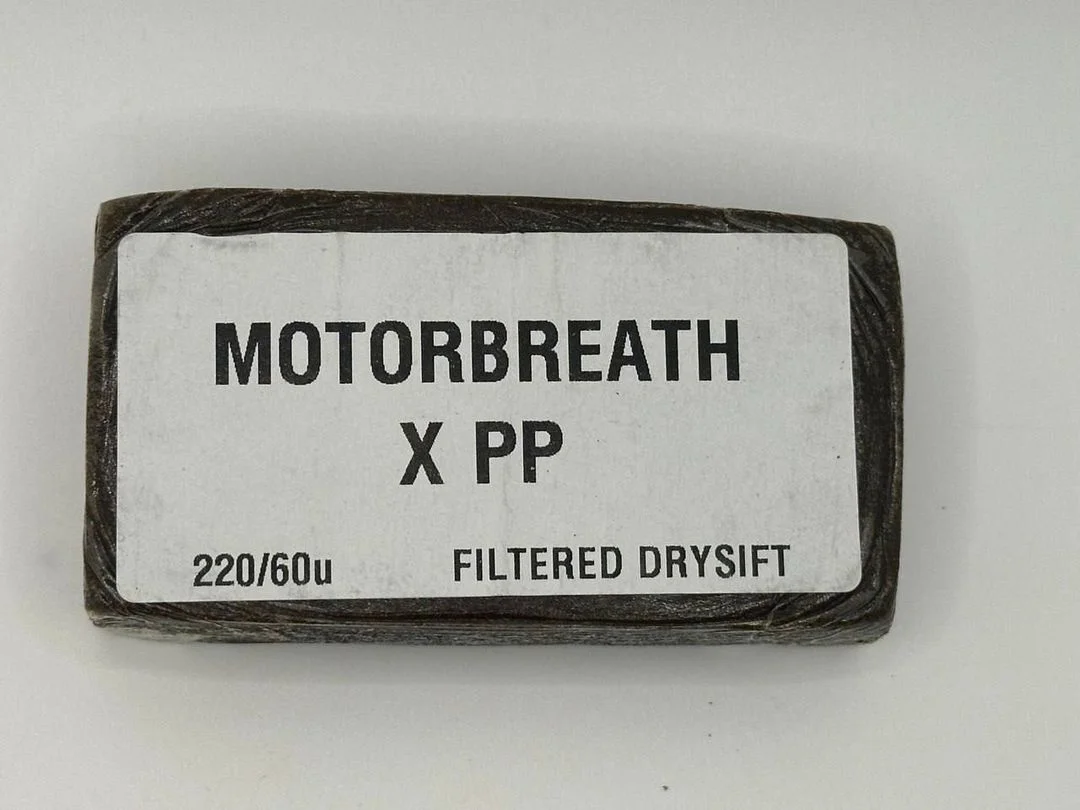 MOTORBREATH
X PP
220/60u FILTERED DRYSIFT